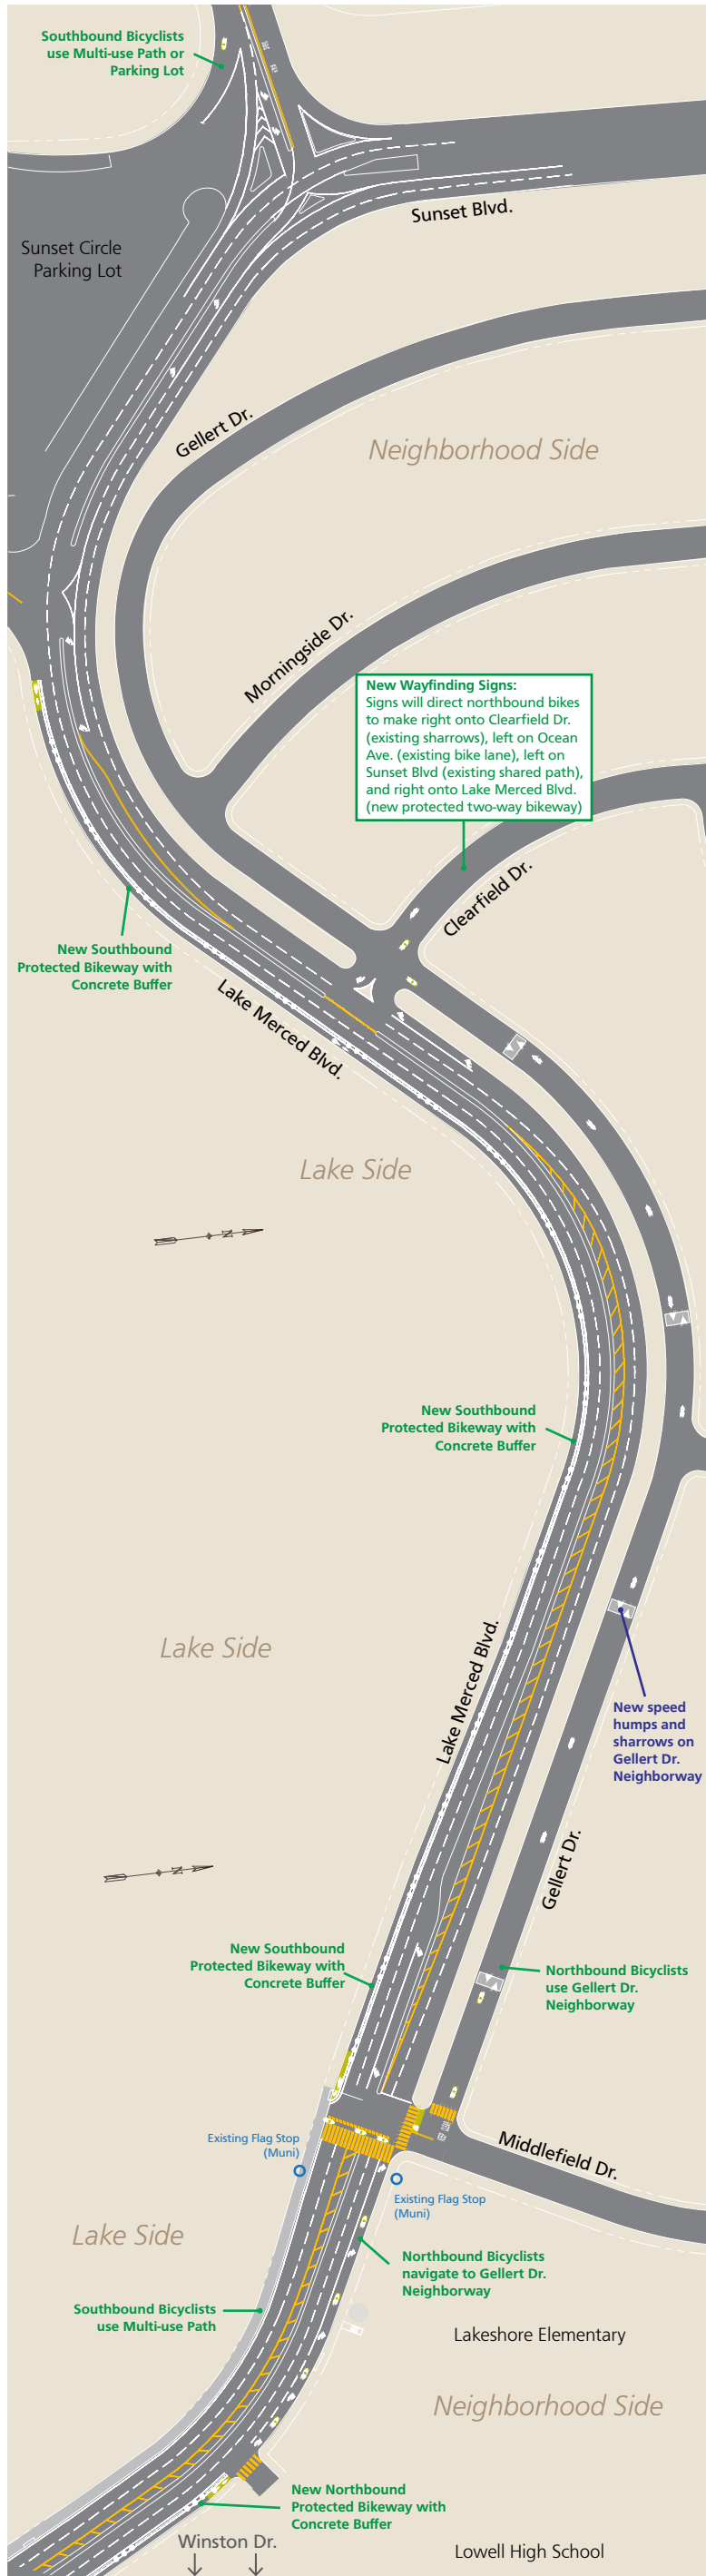 Southbound Bicyclists
use Multi-use Path or
Parking Lot
Sunset Blvd.
Sunset Circle
Parking Lot
Gellert Dr.
Neighborhood Side
Morningside Dr.
New Wayfinding Signs:
Signs will direct northbound bikes
to make right onto Clearfield Dr.
(existing sharrows), left on Ocean
Ave. (existing bike lane), left on
Sunset Blvd (existing shared path),
and right onto Lake Merced Blvd.
(new protected two-way bikeway)
Clearfield Dr.
New Southbound
Protected Bikeway with
Concrete Buffer
Lake Merced Blvd.
Lake Side
N
New Southbound
Protected Bikeway with
Concrete Buffer
Lake Side
Lake Merced Blvd.
New speed
humps and
sharrows on
Gellert Dr.
Neighborway
Gellert Dr.
N
New Southbound
Protected Bikeway with
Concrete Buffer
Northbound Bicyclists
use Gellert Dr.
Neighborway
Existing Flag Stop
(Muni)
Middlefield Dr.
Existing Flag Stop
(Muni)
Lake Side
Northbound Bicyclists
navigate to Gellert Dr.
Neighborway
Southbound Bicyclists
use Multi-use Path
Lakeshore Elementary
Neighborhood Side
New Northbound
Protected Bikeway with
Concrete Buffer
Winston Dr.
Lowell High School